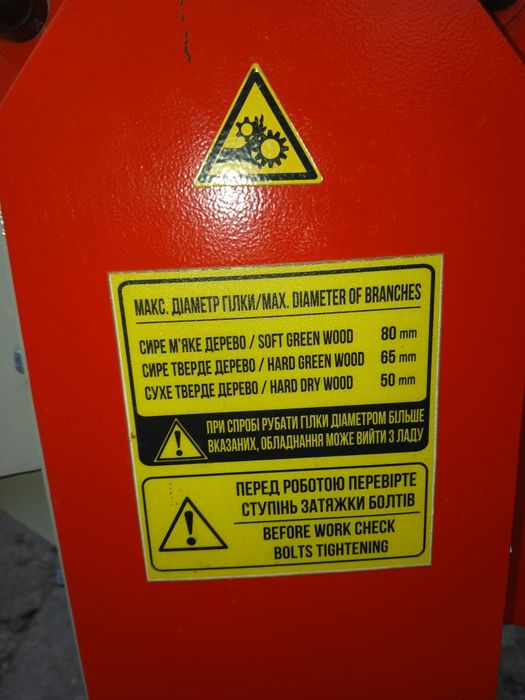 МАКС. ДІАМЕТР ГІЛКИ/MAX. DIAMETER OF BRANCHES
СИРЕ М'ЯКЕ ДЕРЕВО / SOFT GREEN WOOD 80 mm
СИРЕ ТВЕРДЕ ДЕРЕВО / HARD GREEN WOOD 65 mm
СУХЕ ТВЕРДЕ ДЕРЕВО / HARD DRY WOOD 50 mm
ПРИ СПРОБІ РУБАТИ ГІЛКИ ДІАМЕТРОМ БІЛЬШЕ
ВКАЗАНИХ, ОБЛАДНАННЯ МОЖЕ ВИЙТИ З ЛАДУ
ПЕРЕД РОБОТОЮ ПЕРЕВІРТЕ
СТУПІНЬ ЗАТЯЖКИ БОЛТІВ
BEFORE WORK CHECK
BOLTS TIGHTENING